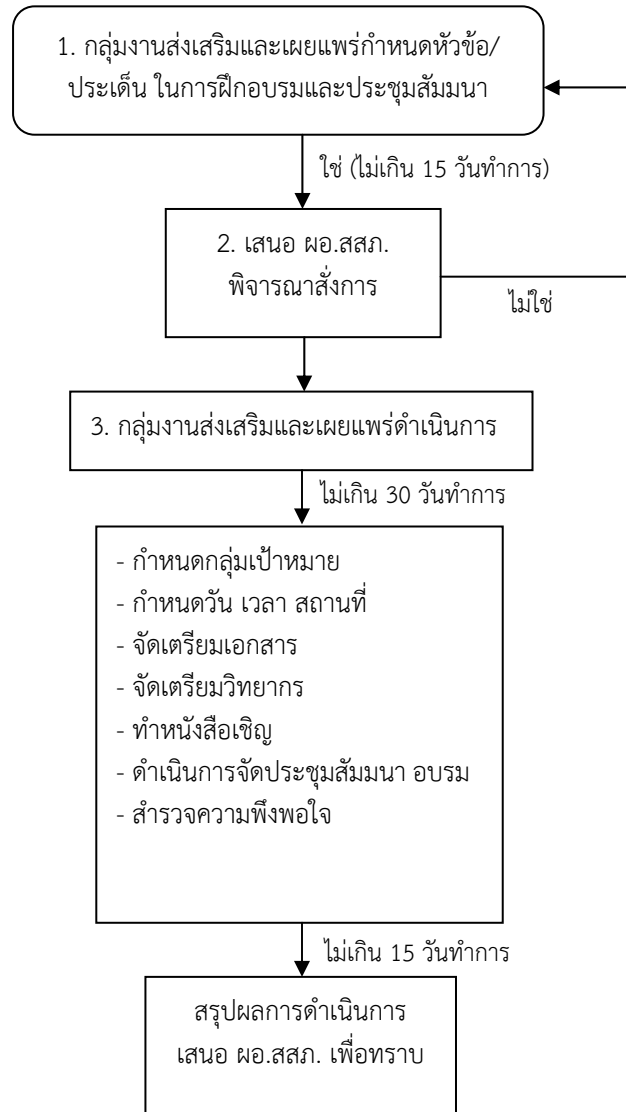 1. กลุ่มงานส่งเสริมและเผยแพร่กำหนดหัวข้อ/
ประเด็น ในการฝึกอบรมและประชุมสัมมนา
ใช่ (ไม่เกิน 15 วันทำการ)
2. เสนอ ผอ.สสภ.
พิจารณาสั่งการ
ไม่ใช่
3. กลุ่มงานส่งเสริมและเผยแพร่ดำเนินการ
ไม่เกิน 30 วันทำการ
- กำหนดกลุ่มเป้าหมาย
- กำหนดวัน เวลา สถานที่
- จัดเตรียมเอกสาร
- จัดเตรียมวิทยากร
- ทำหนังสือเชิญ
- ดำเนินการจัดประชุมสัมมนา อบรม
- สำรวจความพึงพอใจ
ไม่เกิน 15 วันทำการ
สรุปผลการดำเนินการ
เสนอ ผอ.สสภ. เพื่อทราบ